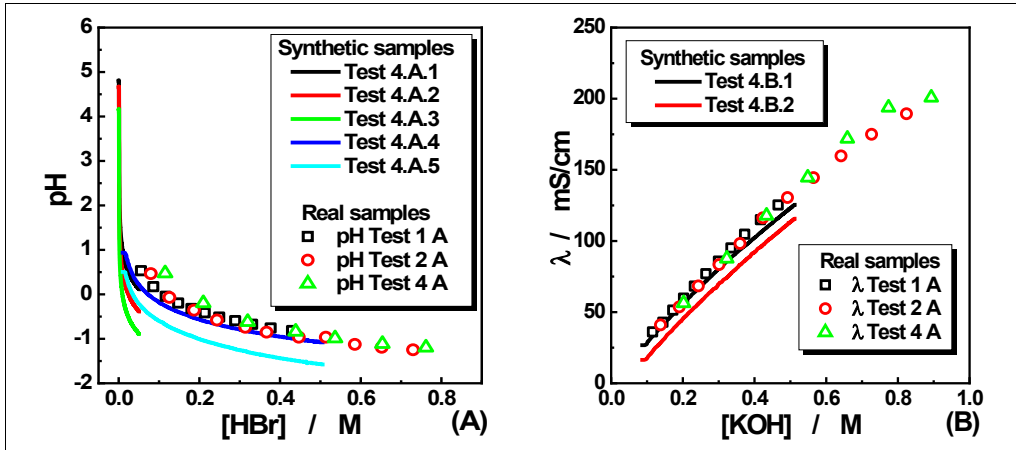 6
5
4
3
2
1
0
-1
-2
pH
0.0
0.2
0.4
0.6
0.8
[HBr] / M
(A)
Synthetic samples
Test 4.A.1
Test 4.A.2
Test 4.A.3
Test 4.A.4
Test 4.A.5
Real samples
pH Test 1 A
pH Test 2 A
pH Test 4 A
250
200
150
100
50
0
λ / mS/cm
0.0
0.2
0.4
0.6
0.8
1.0
[KOH] / M
(B)
Synthetic samples
Test 4.B.1
Test 4.B.2
Real samples
λ Test 1 A
λ Test 2 A
λ Test 4 A